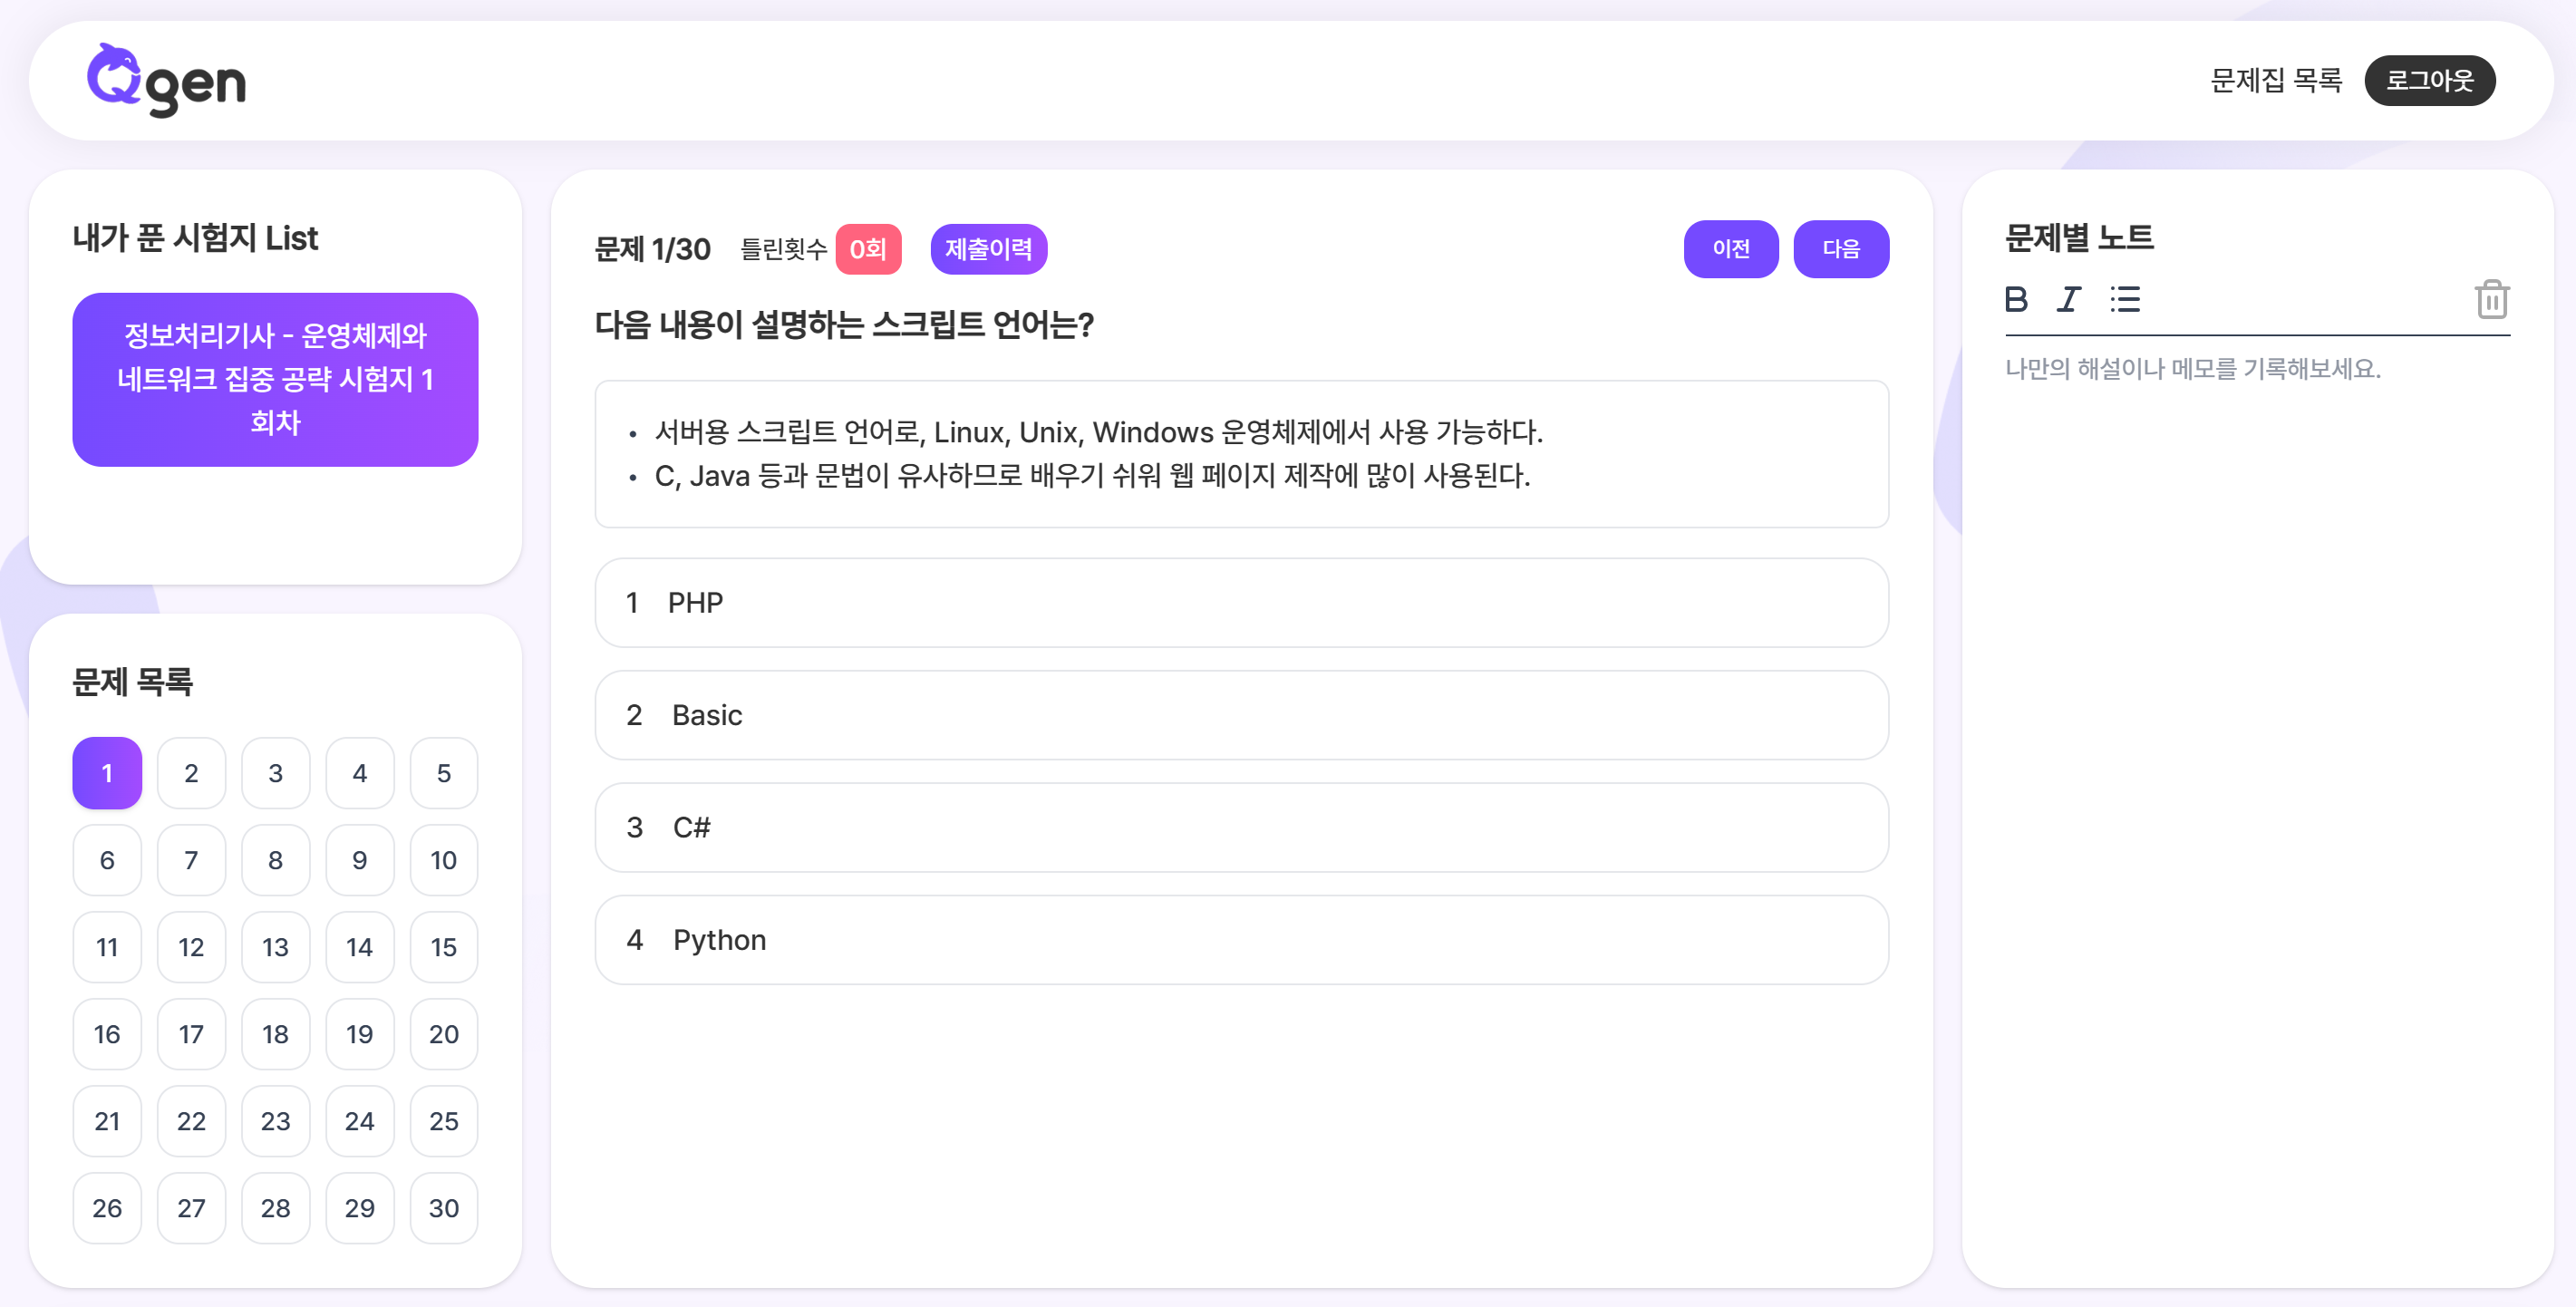 Qgen
문제집 목록 로그아웃
내가 푼 시험지 List
정보처리기사 - 운영체제와
네트워크 집중 공략 시험지 1
회차
문제 목록
1 2 3 4 5
6 7 8 9 10
11 12 13 14 15
16 17 18 19 20
21 22 23 24 25
26 27 28 29 30
문제 1/30 틀린횟수 0회 제출이력 이전 다음
다음 내용이 설명하는 스크립트 언어는?
• 서버용 스크립트 언어로, Linux, Unix, Windows 운영체제에서 사용 가능하다.
• C, Java 등과 문법이 유사하므로 배우기 쉬워 웹 페이지 제작에 많이 사용된다.
1 PHP
2 Basic
3 C#
4 Python
문제별 노트
B I
나만의 해설이나 메모를 기록해보세요.